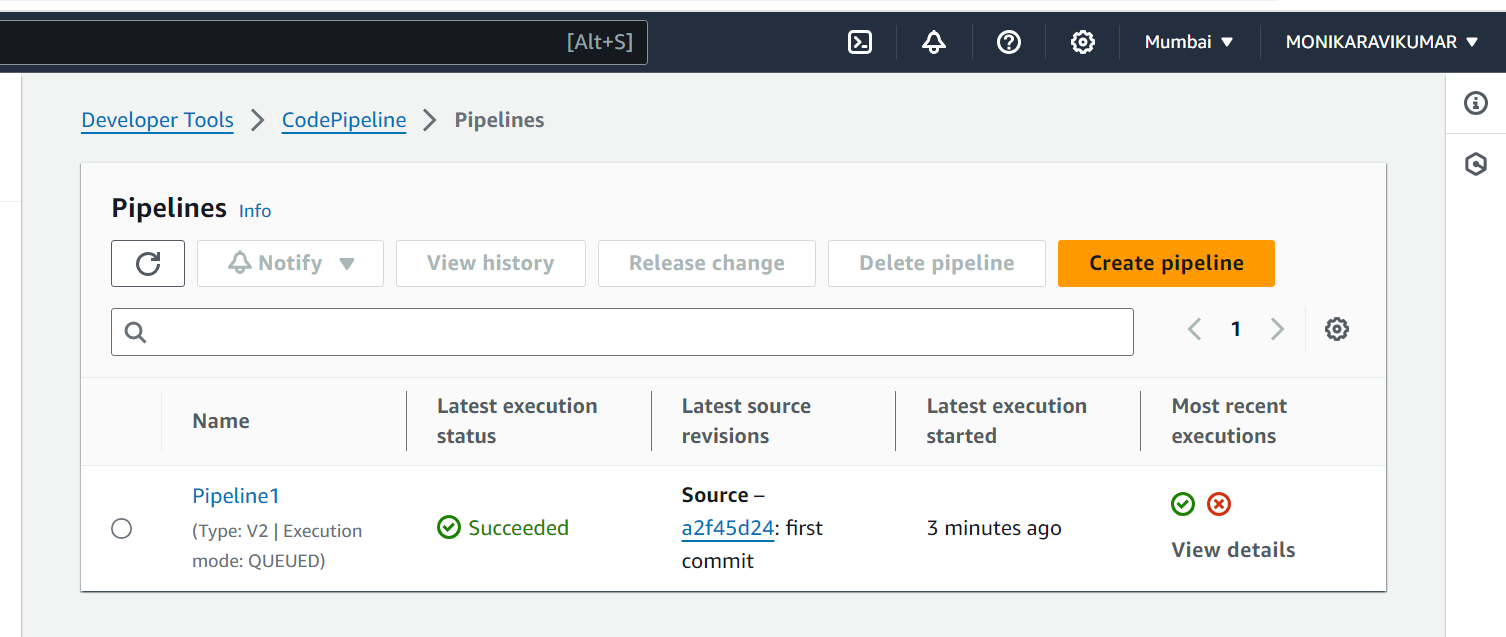 [Alt+S]
Mumbai
MONIKARAVIKUMAR
Developer Tools
CodePipeline
Pipelines
Pipelines Info
Notify
View history
Release change
Delete pipeline
Create pipeline
1
Name
Latest execution
status
Latest source
revisions
Latest execution
started
Most recent
executions
Pipeline1
(Type: V2 | Execution
mode: QUEUED)
Succeeded
Source –
a2f45d24: first
commit
3 minutes ago
View details